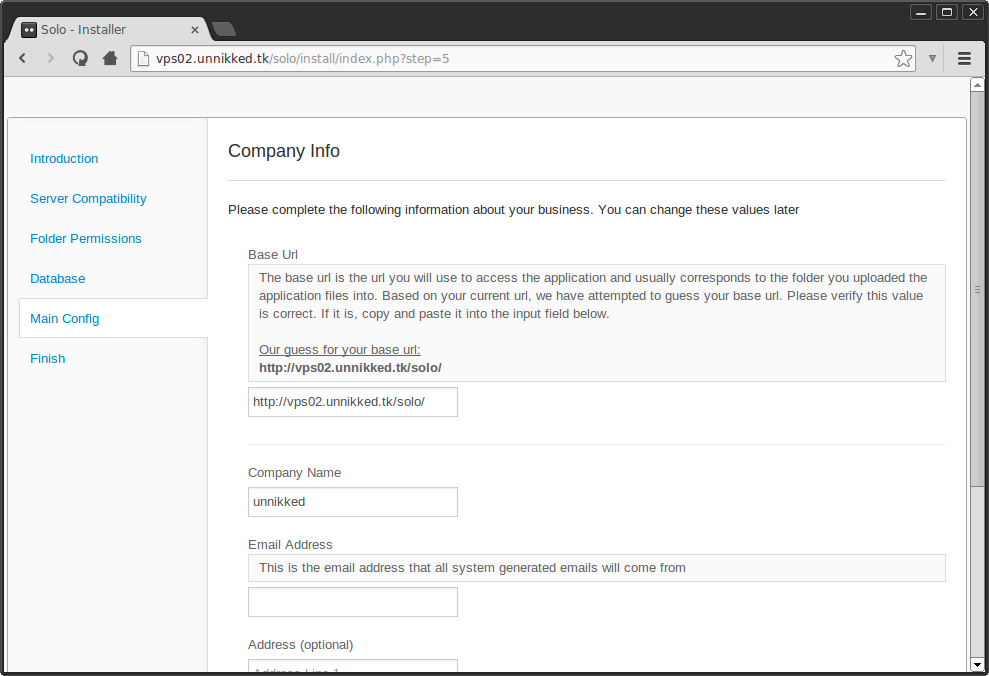 Solo - Installer
vps02.unnikked.tk/solo/install/index.php?step=5
Introduction
Server Compatibility
Folder Permissions
Database
Main Config
Finish
Company Info
Please complete the following information about your business. You can change these values later
Base Url
The base url is the url you will use to access the application and usually corresponds to the folder you uploaded the
application files into. Based on your current url, we have attempted to guess your base url. Please verify this value
is correct. If it is, copy and paste it into the input field below.
Our guess for your base url:
http://vps02.unnikked.tk/solo/
http://vps02.unnikked.tk/solo/
Company Name
unnikked
Email Address
This is the email address that all system generated emails will come from
Address (optional)
Address Line 1